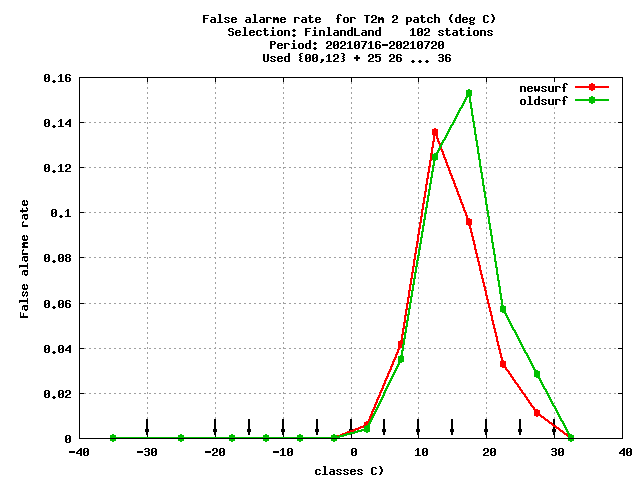 False alarme rate  for T2m 2 patch (deg C)
Selection: FinlandLand    102 stations
Period: 20210716-20210720
Used {00,12} + 25 26 ... 36
newsurf
oldsurf
0.16
0.14
0.12
0.1
0.08
0.06
0.04
0.02
0
False alarme rate
-40 -30 -20 -10 0 10 20 30 40
classes C)